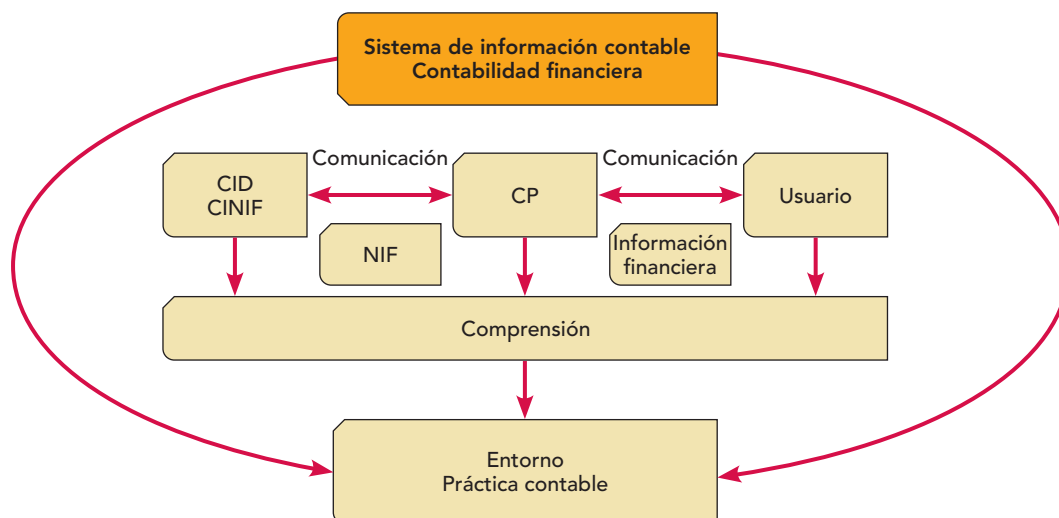 Sistema de información contable
Contabilidad financiera
Comunicación
Comunicación
CID
CINIF
CP
Usuario
NIF
Información
financiera
Comprensión
Entorno
Práctica contable